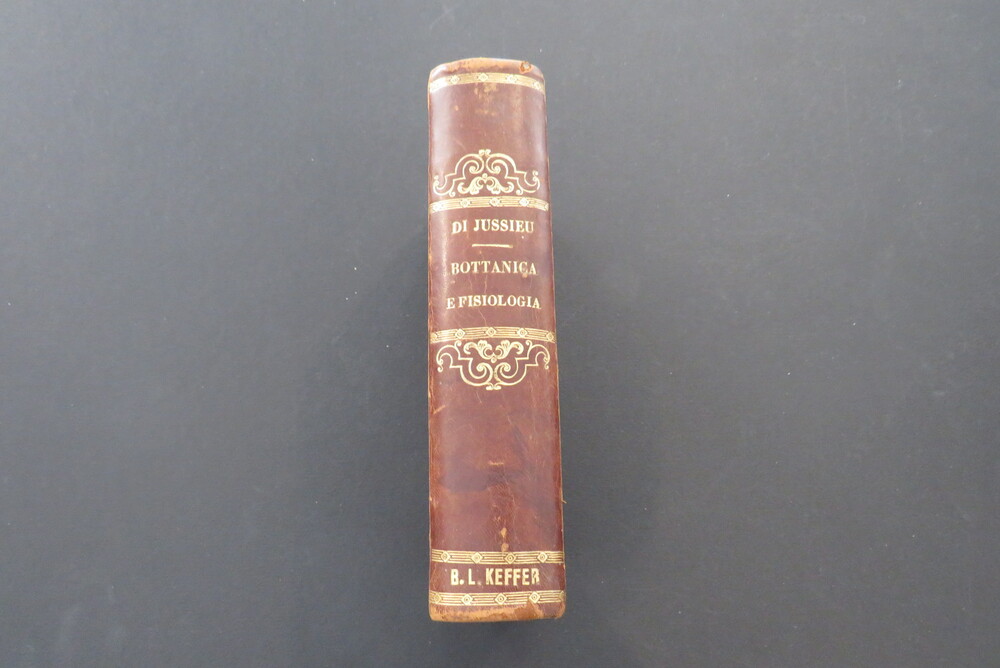 DI JUSSIEU
BOTTANICA
E FISIOLOGIA
B. L. KEFFER